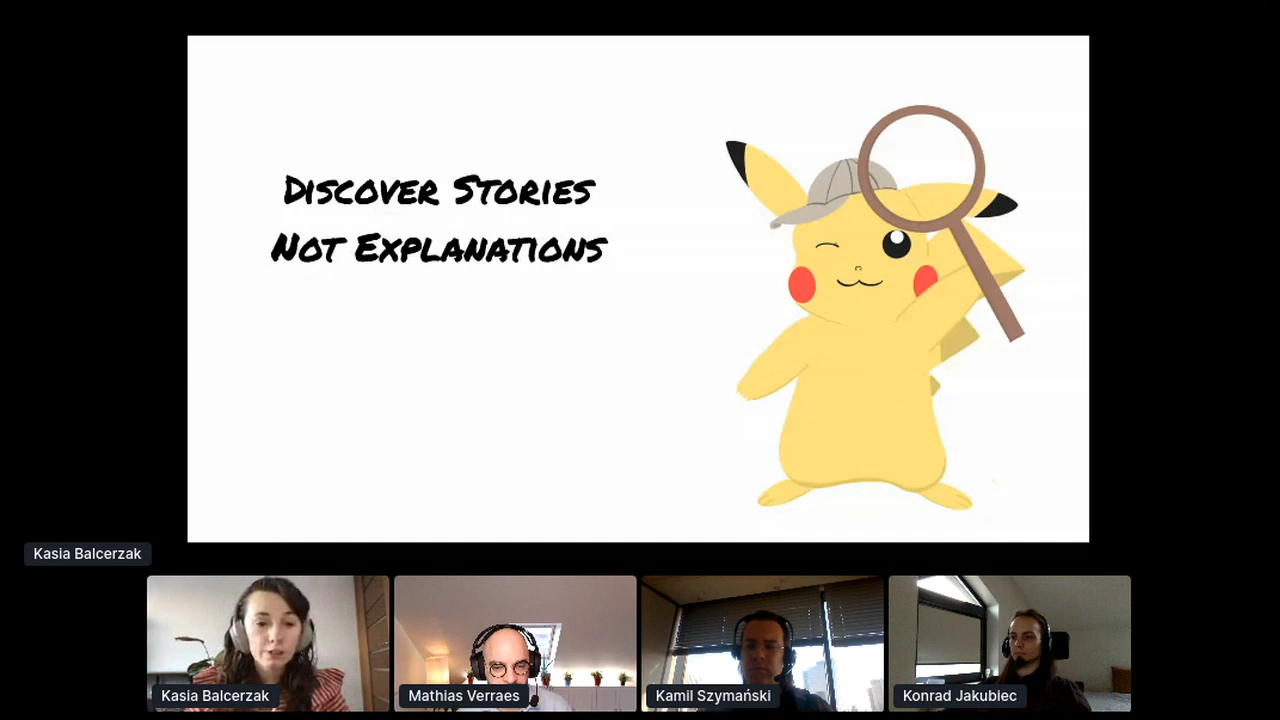 Discover Stories
Not Explanations
Kasia Balcerzak
Kasia Balcerzak
Mathias Verraes
Kamil Szymański
Konrad Jakubiec